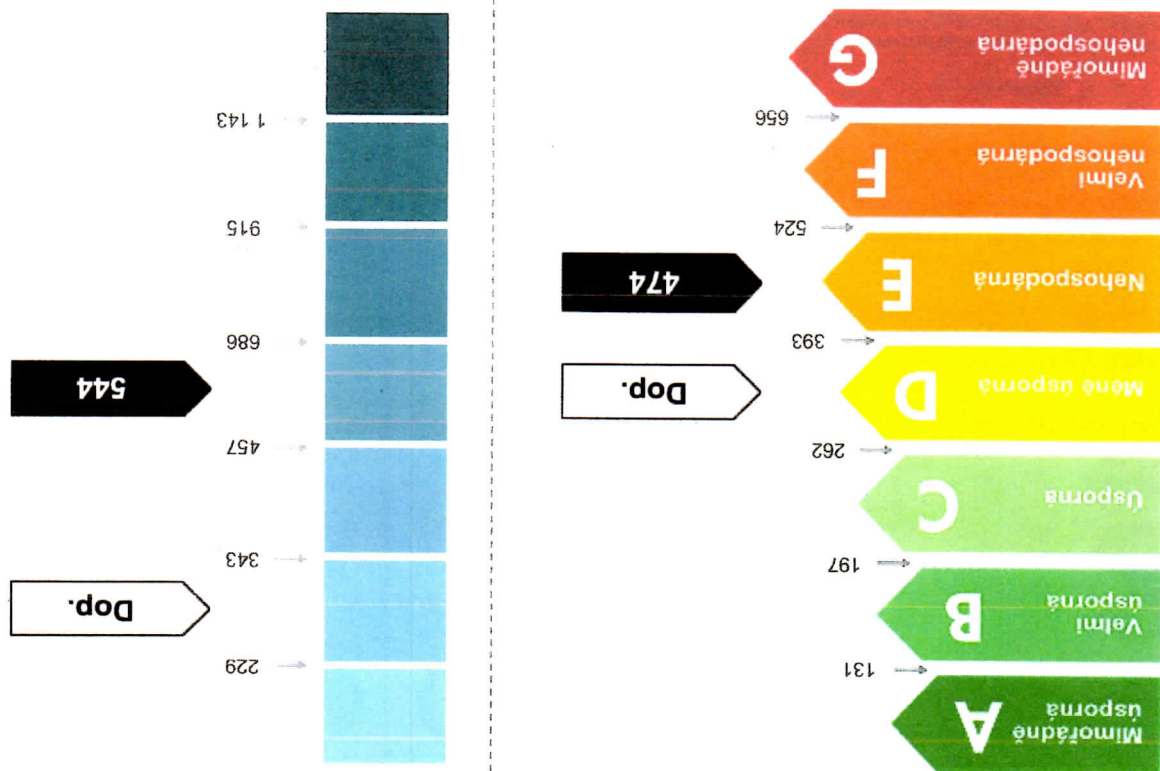 Mimořádně
úsporná
A
131
Velmi
úsporná
B
197
Úsporná
C
262
Méně úsporná
D
393
Nehospodárná
E
524
Velmi
nehospodárná
F
656
Mimořádně
nehospodárná
G
Dop.
474
229
343
457
686
915
1 143
Dop.
544